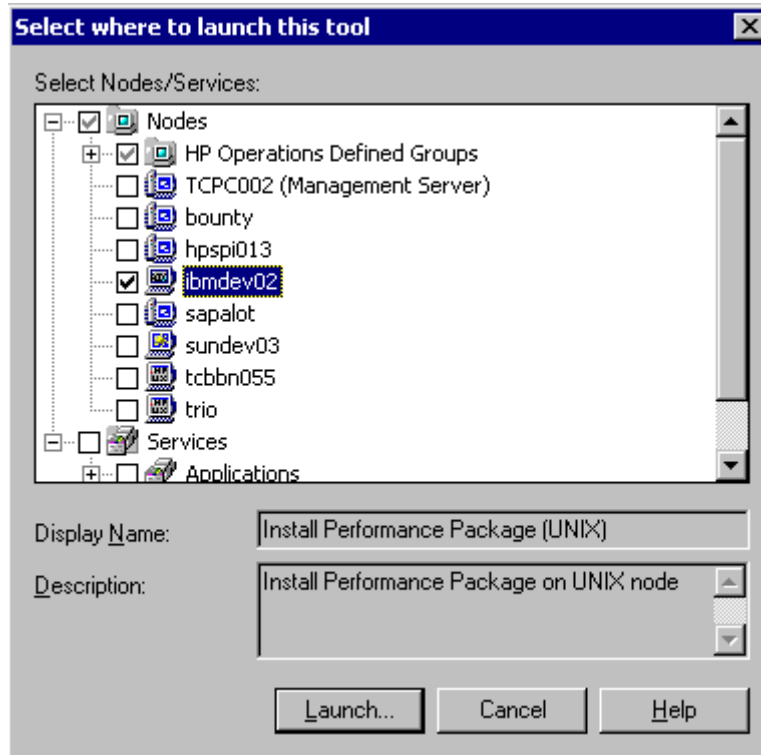 Select where to launch this tool
Select Nodes/Services:
Nodes
HP Operations Defined Groups
TCPC002 (Management Server)
bounty
hpspi013
ibmdev02
sapalot
sundev03
tcbbn055
trio
Services
Applications
Display Name:
Install Performance Package (UNIX)
Description:
Install Performance Package on UNIX node
Launch...
Cancel
Help